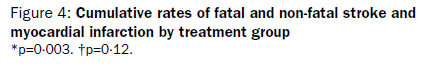 Figure 4: Cumulative rates of fatal and non-fatal stroke and
myocardial infarction by treatment group
*p=0·003. †p=0·12.